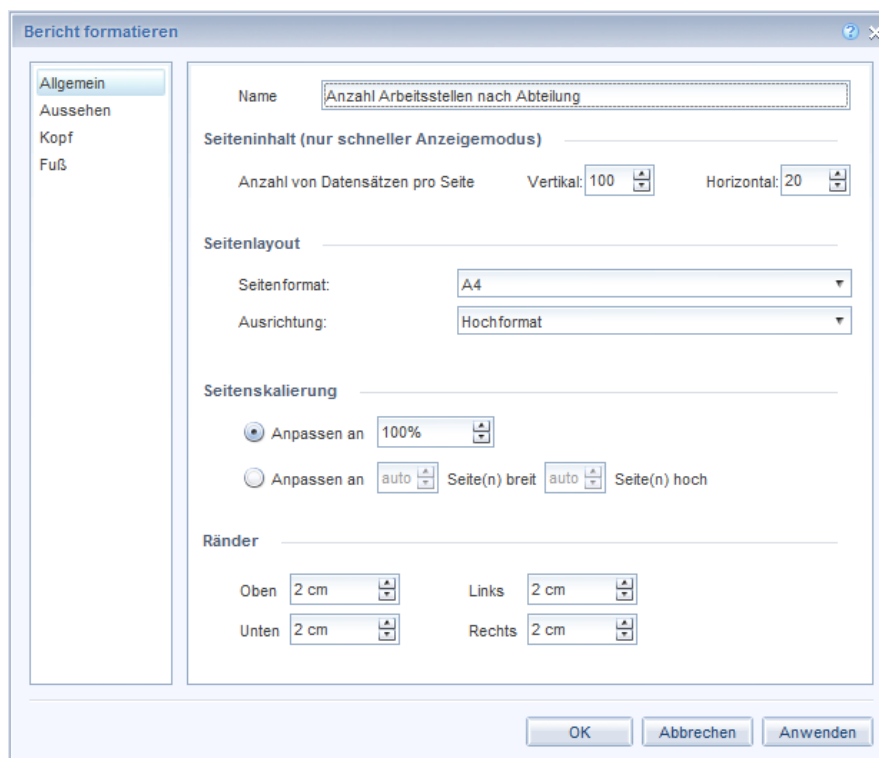 Bericht formatieren
Allgemein
Aussehen
Kopf
Fuß
Name Anzahl Arbeitsstellen nach Abteilung
Seiteninhalt (nur schneller Anzeigemodus)
Anzahl von Datensätzen pro Seite Vertikal: 100 Horizontal: 20
Seitenlayout
Seitenformat: A4
Ausrichtung: Hochformat
Seitenskalierung
Anpassen an 100%
Anpassen an auto Seite(n) breit auto Seite(n) hoch
Ränder
Oben 2 cm Links 2 cm
Unten 2 cm Rechts 2 cm
OK Abbrechen Anwenden